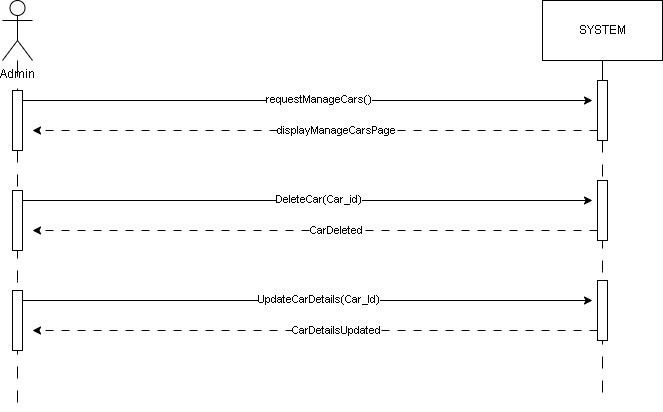 SYSTEM
Admin
requestManageCars()
displayManageCarsPage
DeleteCar(Car_id)
CarDeleted
UpdateCarDetails(Car_Id)
CarDetailsUpdated